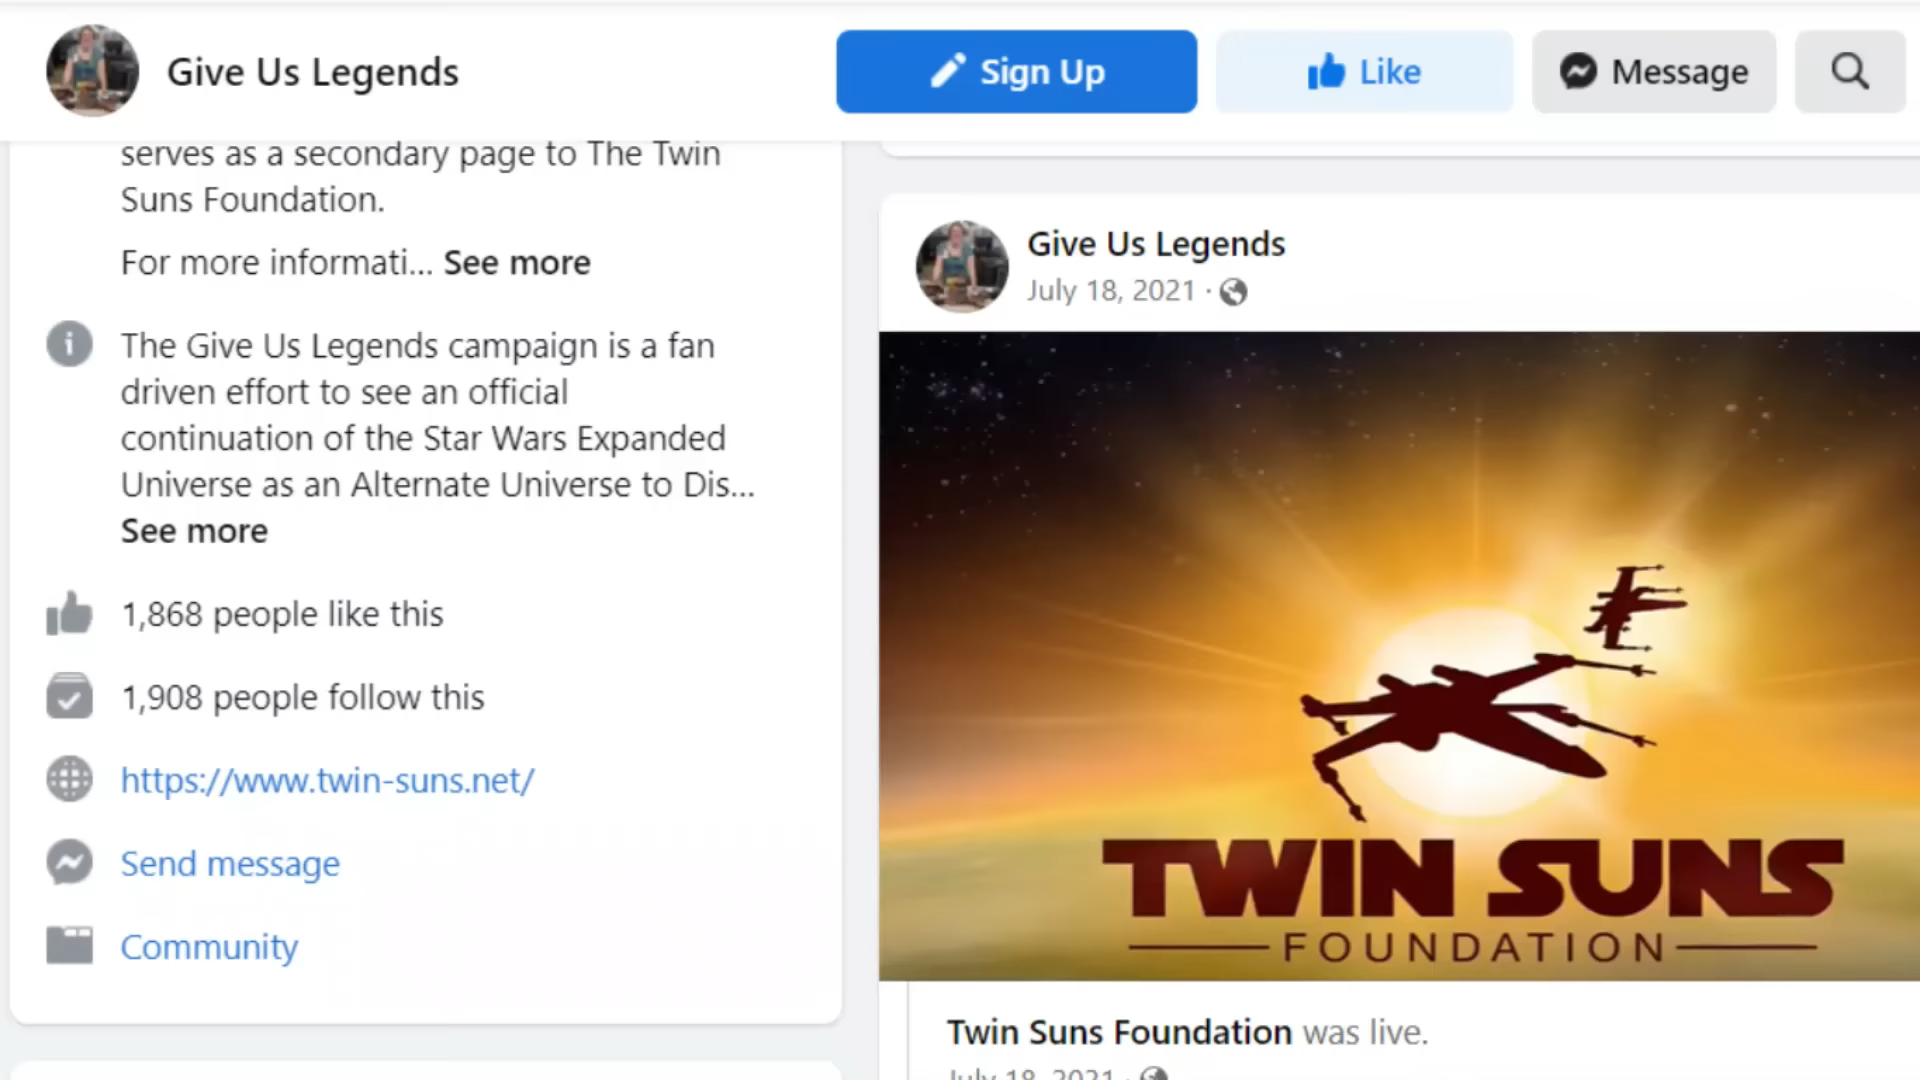 Give Us Legends
Sign Up
Like
Message
serves as a secondary page to The Twin
Suns Foundation.
For more informati... See more
The Give Us Legends campaign is a fan
driven effort to see an official
continuation of the Star Wars Expanded
Universe as an Alternate Universe to Dis...
See more
1,868 people like this
1,908 people follow this
https://www.twin-suns.net/
Send message
Community
Give Us Legends
July 18, 2021 ·
TWIN SUNS
FOUNDATION
Twin Suns Foundation was live.
July 18, 2021 ·